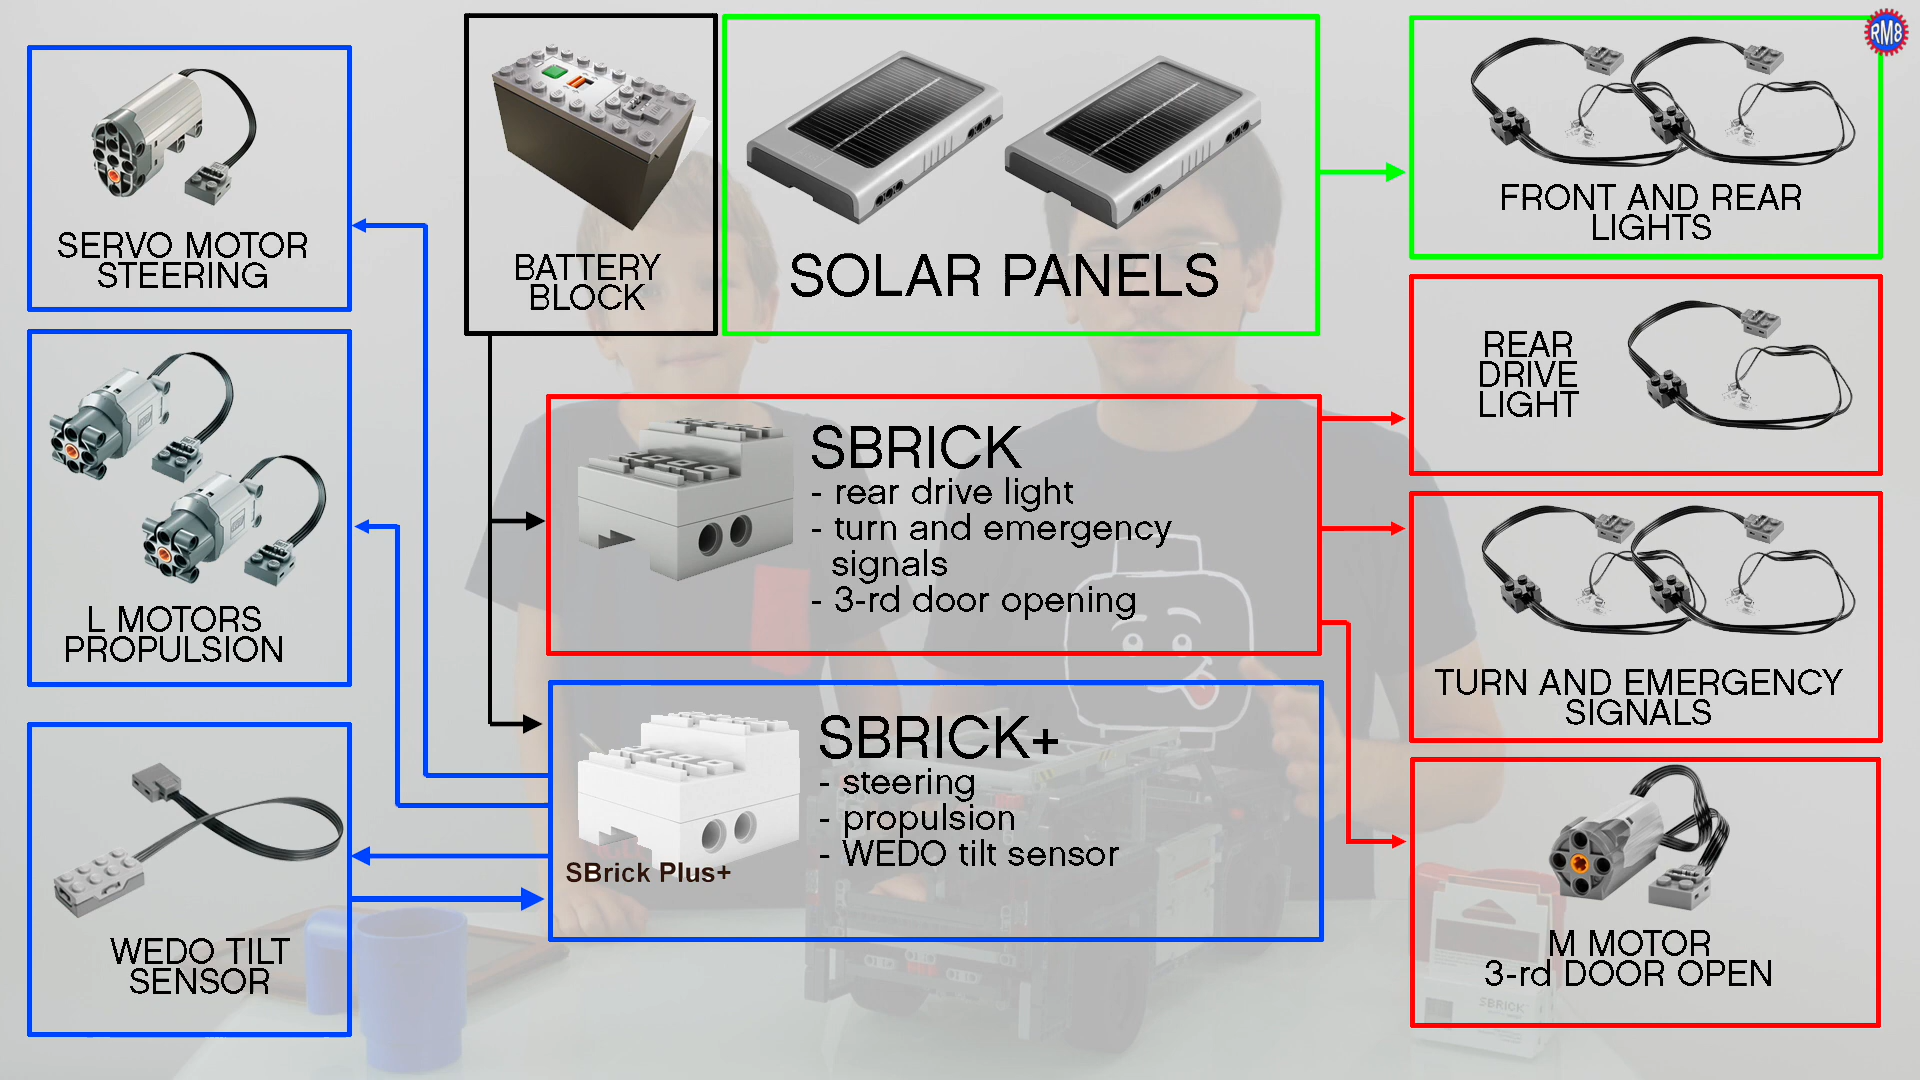 SERVO MOTOR
STEERING
L MOTORS
PROPULSION
WEDO TILT
SENSOR
BATTERY
BLOCK
SOLAR PANELS
SBRICK
- rear drive light
- turn and emergency
signals
- 3-rd door opening
SBRICK+
- steering
- propulsion
- WEDO tilt sensor
SBrick Plus+
RM8
FRONT AND REAR
LIGHTS
REAR
DRIVE
LIGHT
TURN AND EMERGENCY
SIGNALS
M MOTOR
3-rd DOOR OPEN
SBRICK